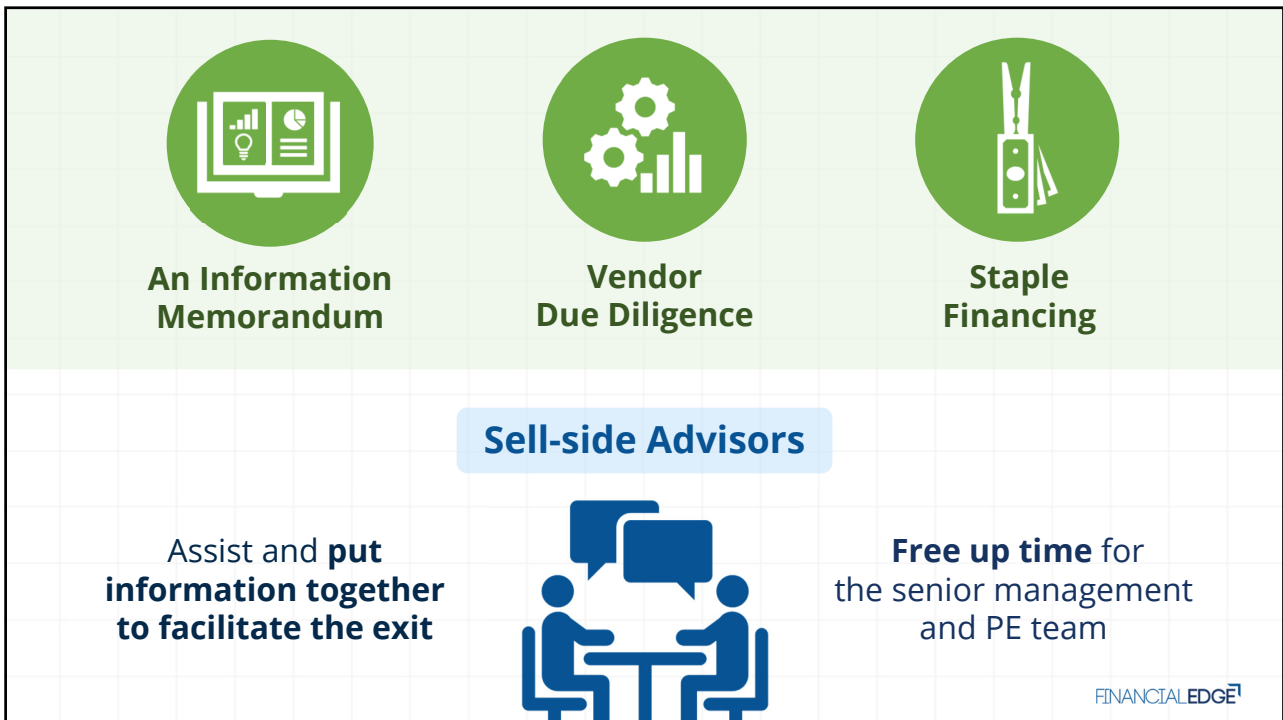 An Information
Memorandum
Vendor
Due Diligence
Staple
Financing
Sell-side Advisors
Assist and put
information together
to facilitate the exit
Free up time for
the senior management
and PE team
FINANCIALEDGE